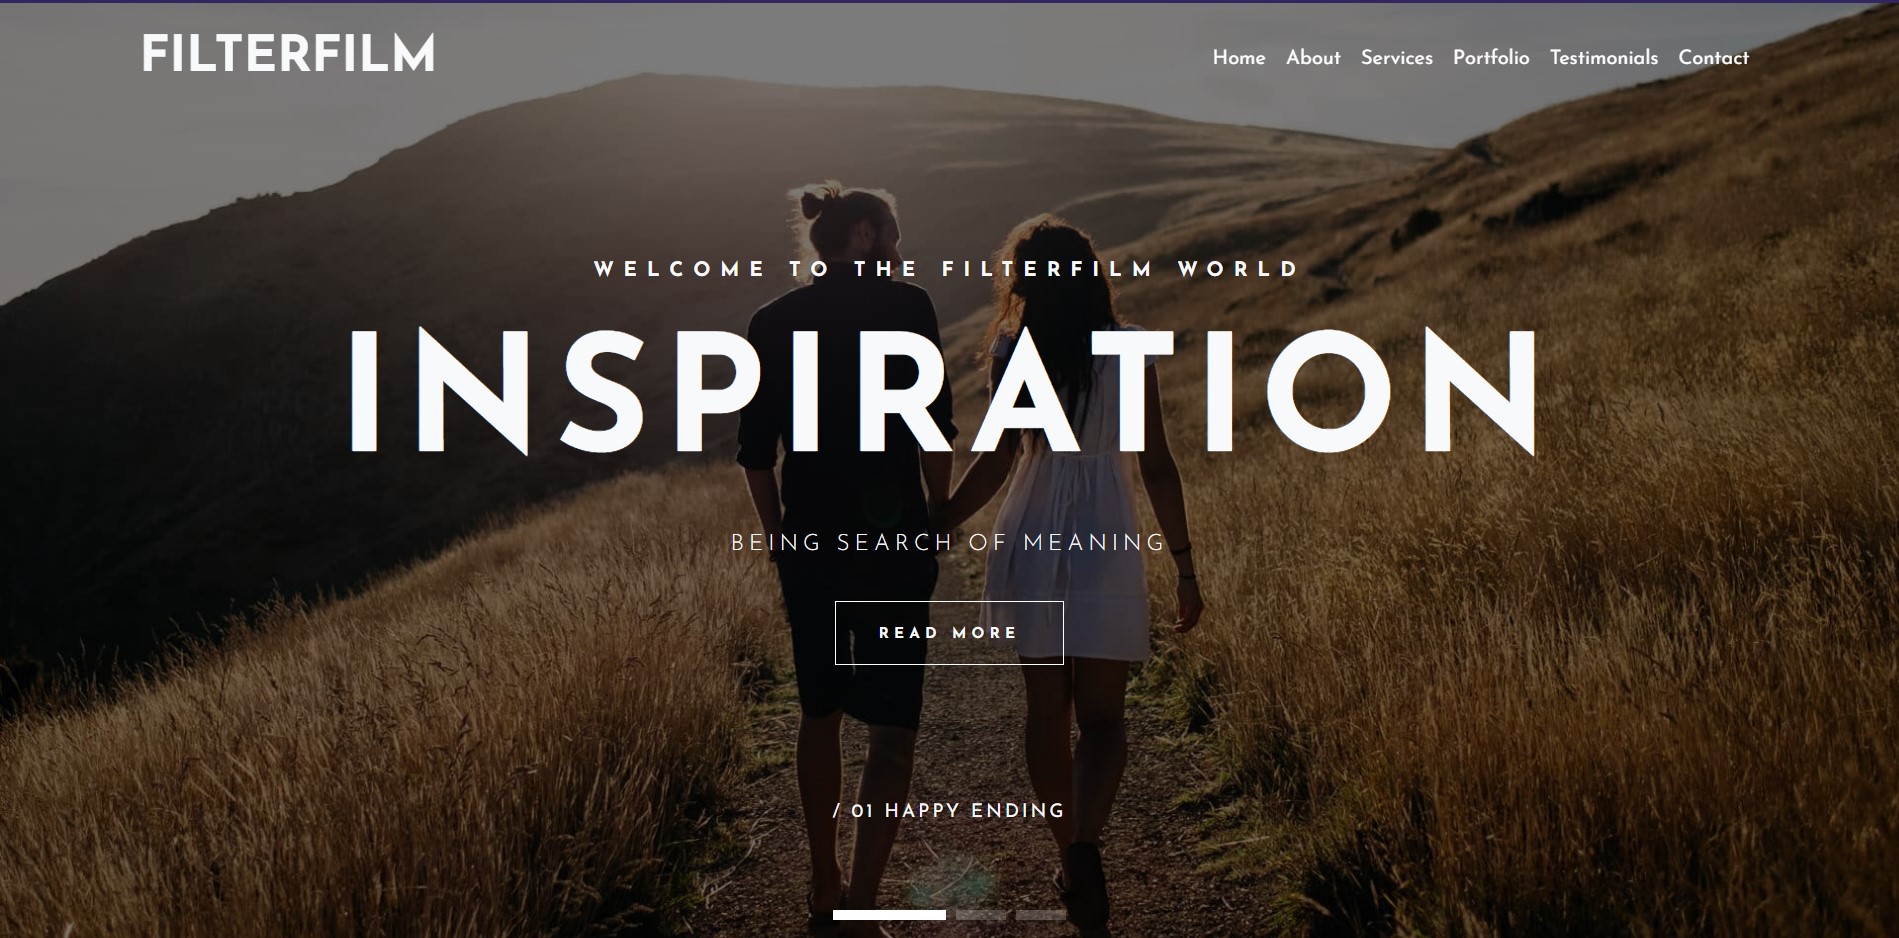 FILTERFILM
Home About Services Portfolio Testimonials Contact
WELCOME TO THE FILTERFILM WORLD
INSPIRATION
BEING SEARCH OF MEANING
READ MORE
/ 01 HAPPY ENDING